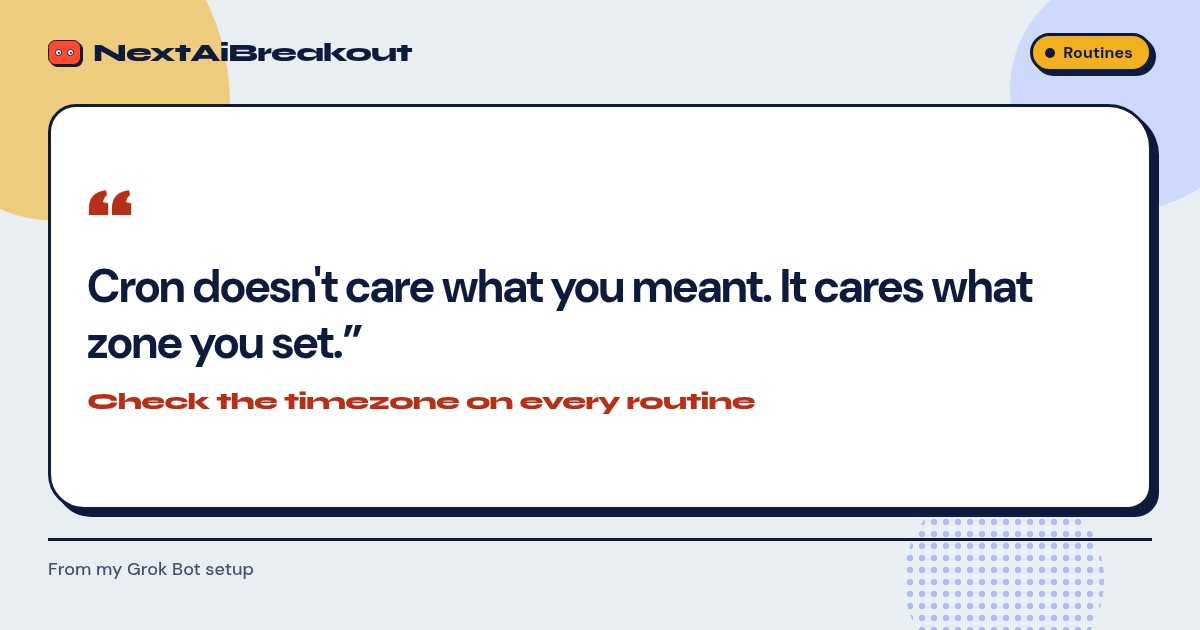 NextAiBreakout
Routines
“
Cron doesn't care what you meant. It cares what
zone you set.”
Check the timezone on every routine
From my Grok Bot setup